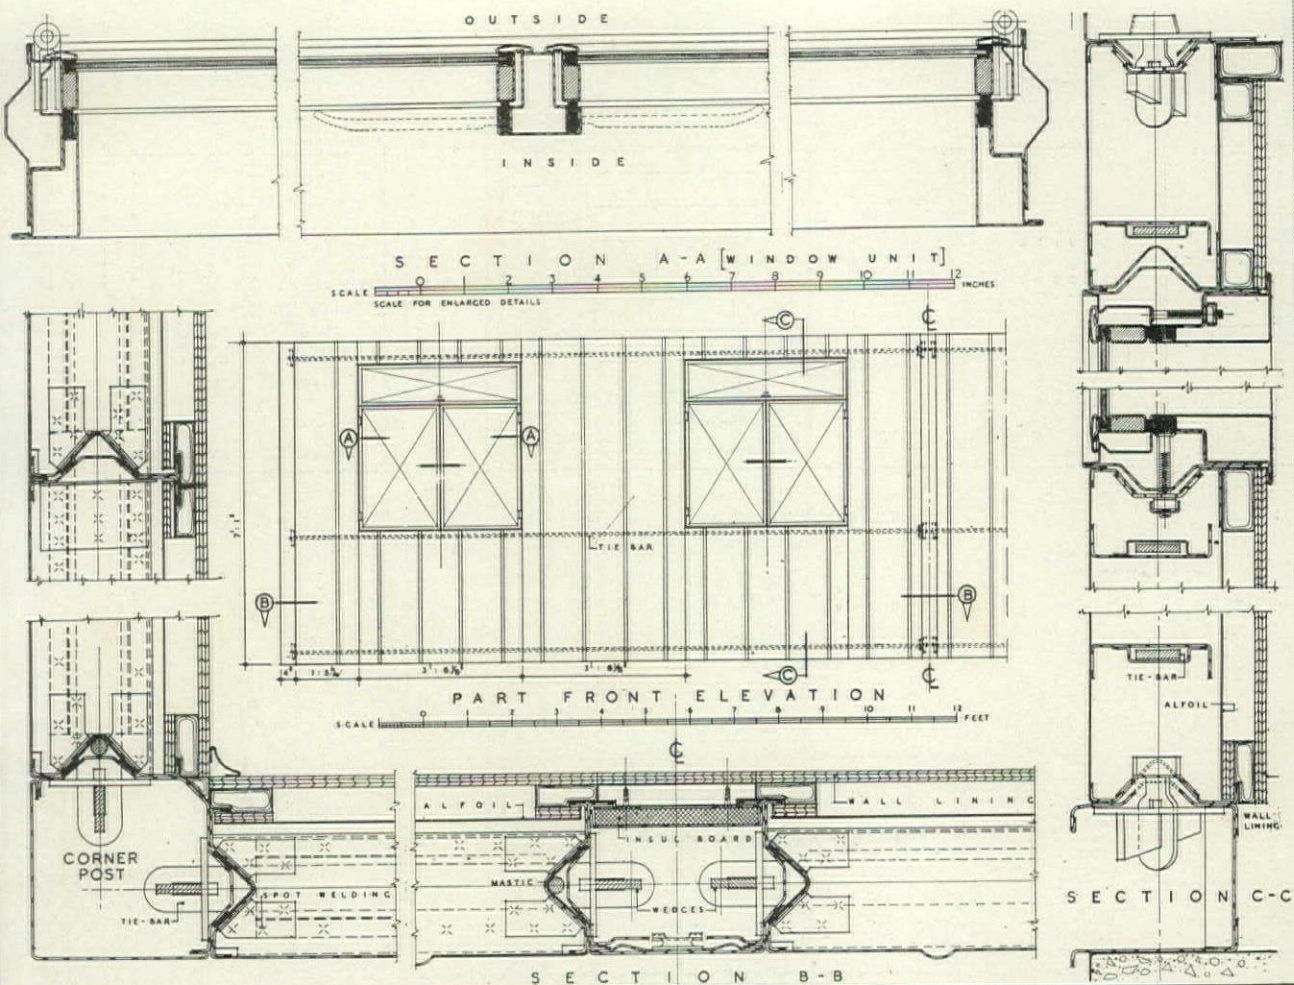 OUTSIDE
INSIDE
SECTION A-A [WINDOW UNIT]
SCALE 0 1 2 3 4 5 6 7 8 9 10 11 12 INCHES
SCALE FOR ENLARGED DETAILS
C
℄
A
A
TIE BAR
B
B
C
℄
PART FRONT ELEVATION
SCALE 0 1 2 3 4 5 6 7 8 9 10 11 12 FEET
℄
TIE-BAR
ALFOIL
ALFOIL
WALL LINING
WALL
LINING
INSUL BOARD
CORNER
POST
MASTIC
SPOT WELDING
WEDGES
TIE-BAR
SECTION C-C
SECTION B-B